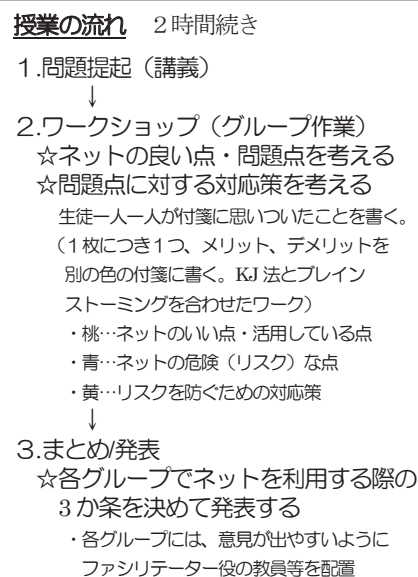 授業の流れ　２時間続き
１.問題提起（講義）
↓
２.ワークショップ（グループ作業）
☆ネットの良い点・問題点を考える
☆問題点に対する対応策を考える
生徒一人一人が付箋に思いついたことを書く。
（１枚につき１つ、メリット、デメリットを
別の色の付箋に書く。KJ 法とブレイン
ストーミングを合わせたワーク）
・桃…ネットのいい点・活用している点
・青…ネットの危険（リスク）な点
・黄…リスクを防ぐための対応策
↓
３.まとめ/発表
☆各グループでネットを利用する際の
３か条を決めて発表する
・各グループには、意見が出やすいように
ファシリテーター役の教員等を配置